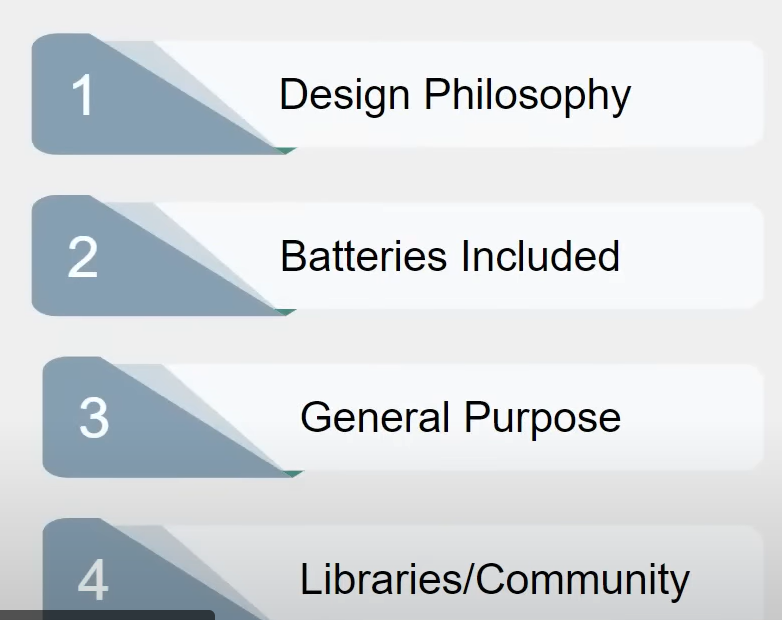 1
Design Philosophy
2
Batteries Included
3
General Purpose
4
Libraries/Community